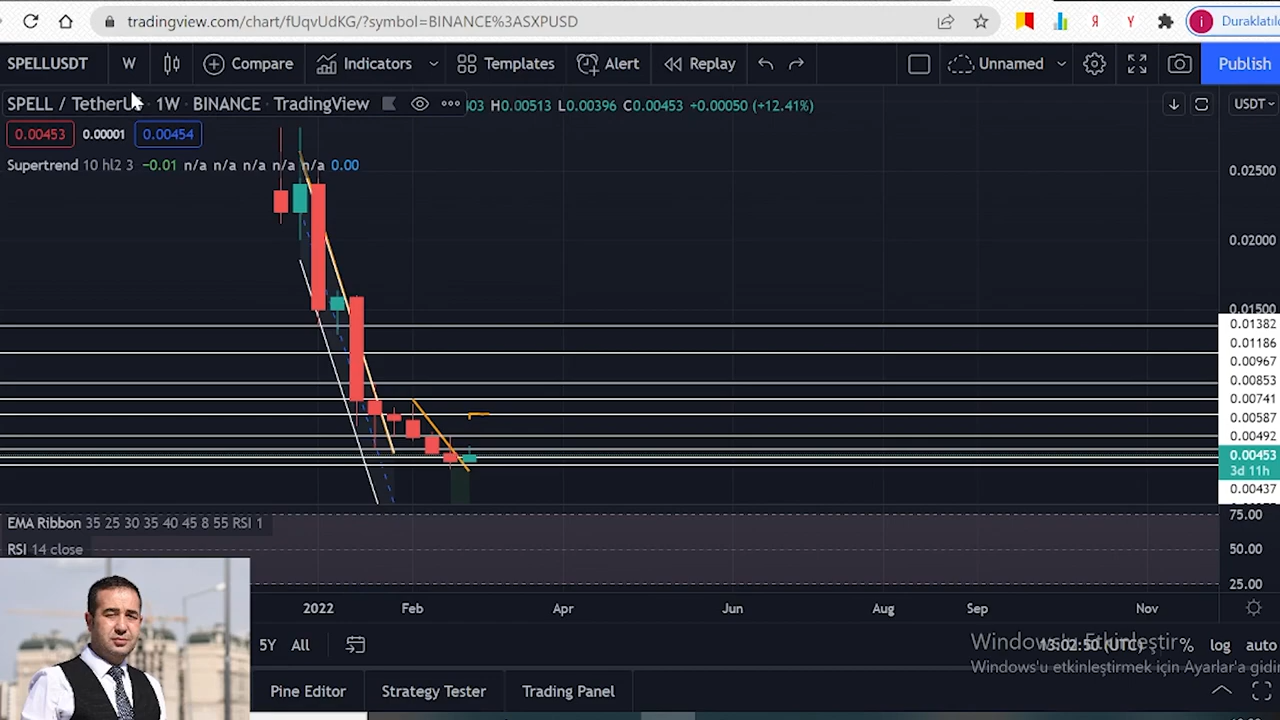 tradingview.com/chart/fUqvUdKG/?symbol=BINANCE%3ASXPUSD
Я
Y
i Duraklatıld
SPELLUSDT W Compare Indicators Templates Alert Replay Unnamed Publish
SPELL / TetherU · 1W · BINANCE · TradingView 403 H0.00513 L0.00396 C0.00453 +0.00050 (+12.41%) USDT
0.00453 0.00001 0.00454
Supertrend 10 hl2 3 −0.01 n/a n/a n/a n/a n/a 0.00
0.02500
0.02000
0.01500
0.01382
0.01186
0.00967
0.00853
0.00741
0.00587
0.00492
0.00453
3d 11h
0.00437
EMA Ribbon 35 25 30 35 40 45 8 55 RSI 1
75.00
RSI 14 close
50.00
25.00
2022 Feb Apr Jun Aug Sep Nov
5Y All 13:02:50 (UTC) % log auto
Windows'u Etkinleştir
Windows'u etkinleştirmek için Ayarlar'a gidin
Pine Editor Strategy Tester Trading Panel